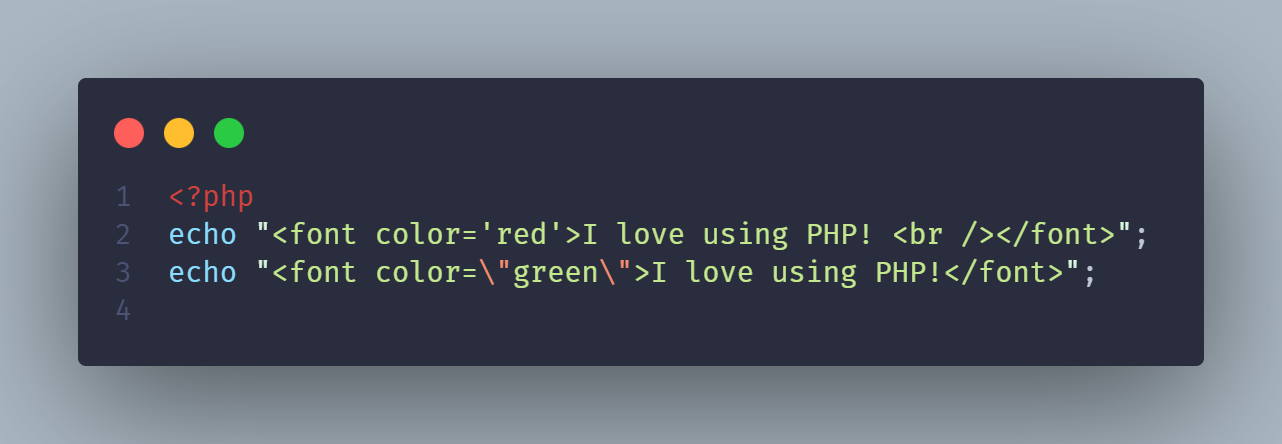 1 <?php
2 echo "<font color='red'>I love using PHP! <br /></font>";
3 echo "<font color=\"green\">I love using PHP!</font>";
4